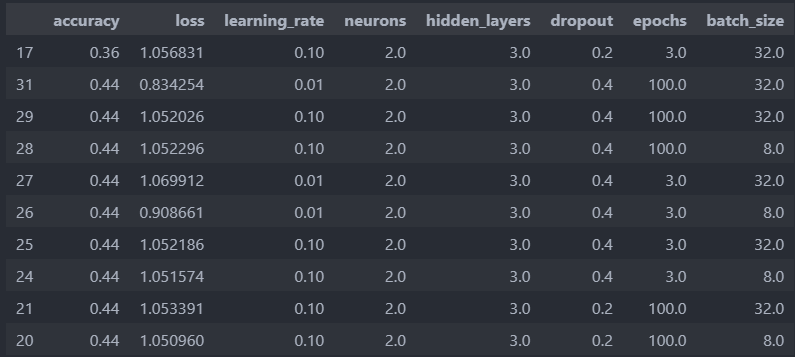 accuracy loss learning_rate neurons hidden_layers dropout epochs batch_size
17 0.36 1.056831 0.10 2.0 3.0 0.2 3.0 32.0
31 0.44 0.834254 0.01 2.0 3.0 0.4 100.0 32.0
29 0.44 1.052026 0.10 2.0 3.0 0.4 100.0 32.0
28 0.44 1.052296 0.10 2.0 3.0 0.4 100.0 8.0
27 0.44 1.069912 0.01 2.0 3.0 0.4 3.0 32.0
26 0.44 0.908661 0.01 2.0 3.0 0.4 3.0 8.0
25 0.44 1.052186 0.10 2.0 3.0 0.4 3.0 32.0
24 0.44 1.051574 0.10 2.0 3.0 0.4 3.0 8.0
21 0.44 1.053391 0.10 2.0 3.0 0.2 100.0 32.0
20 0.44 1.050960 0.10 2.0 3.0 0.2 100.0 8.0